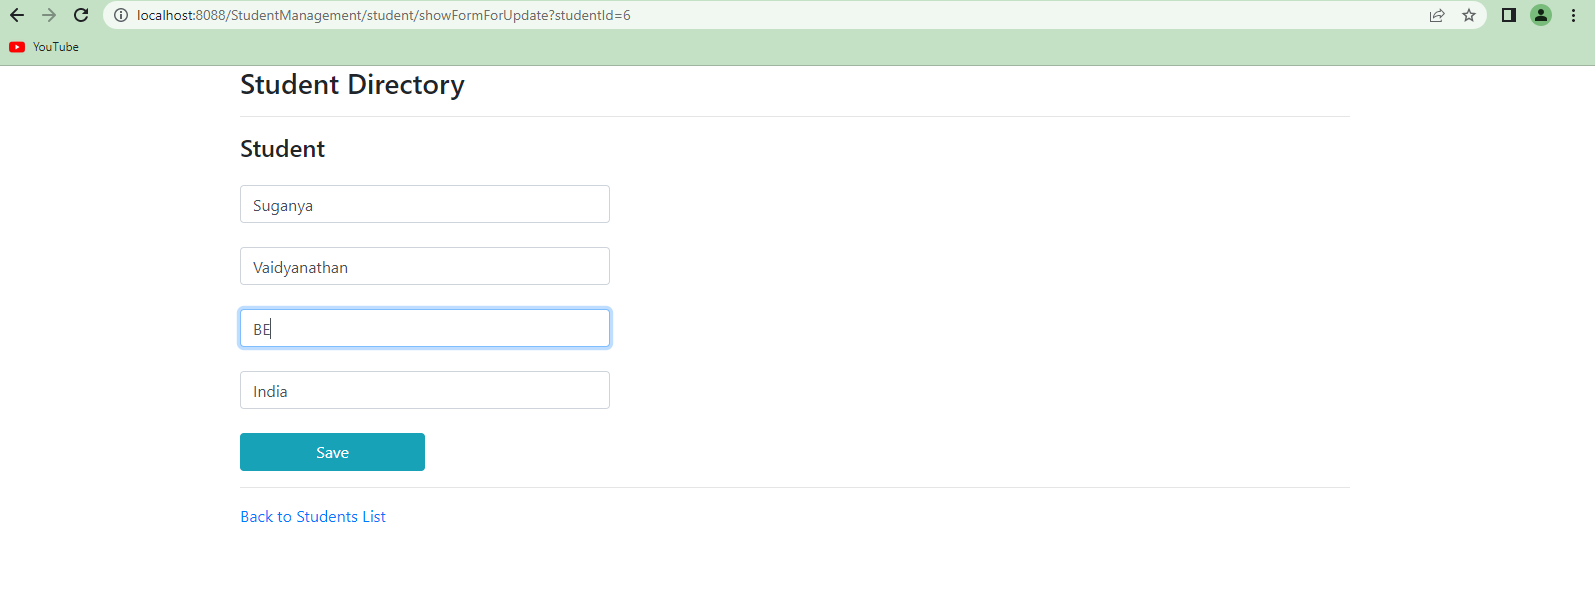 localhost:8088/StudentManagement/student/showFormForUpdate?studentId=6
YouTube
Student Directory
Student
Suganya
Vaidyanathan
BE
India
Save
Back to Students List